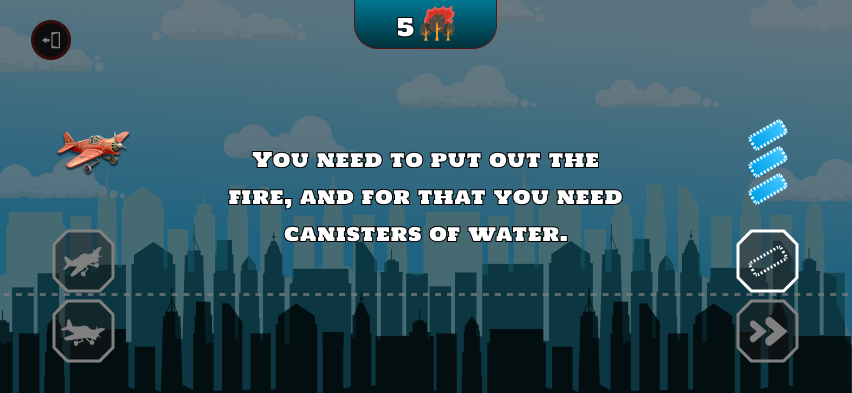 5
You need to put out the
fire, and for that you need
canisters of water.